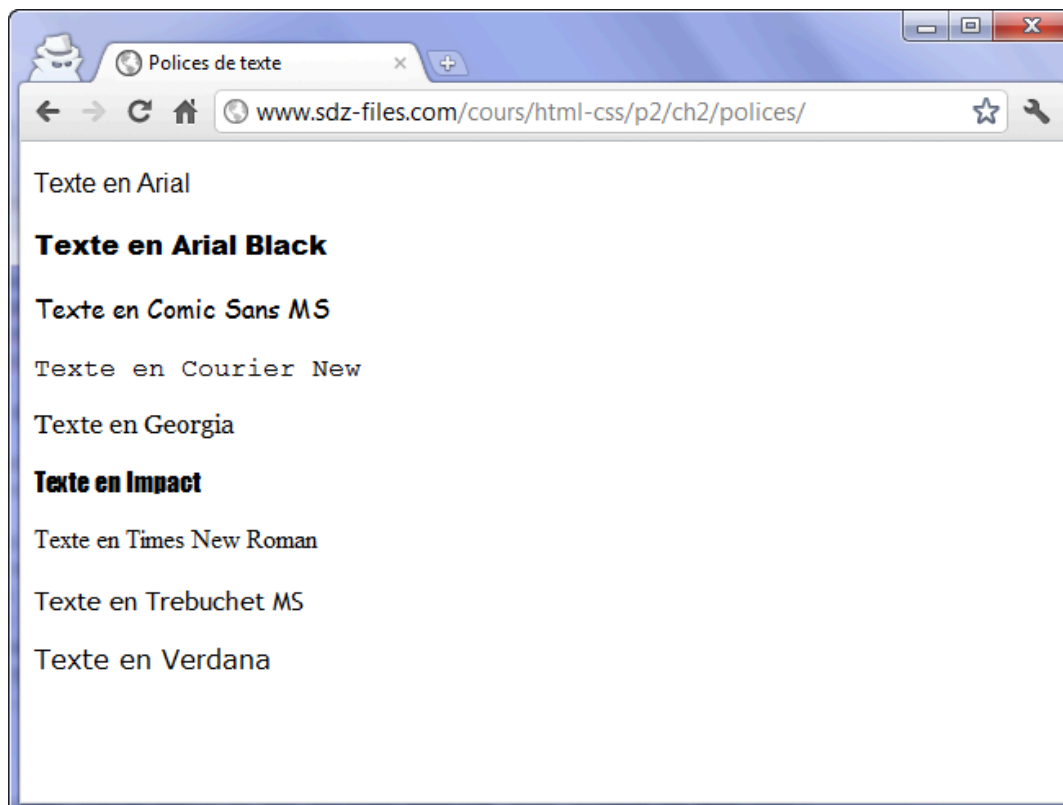 Polices de texte
www.sdz-files.com/cours/html-css/p2/ch2/polices/
Texte en Arial
Texte en Arial Black
Texte en Comic Sans MS
Texte en Courier New
Texte en Georgia
Texte en Impact
Texte en Times New Roman
Texte en Trebuchet MS
Texte en Verdana